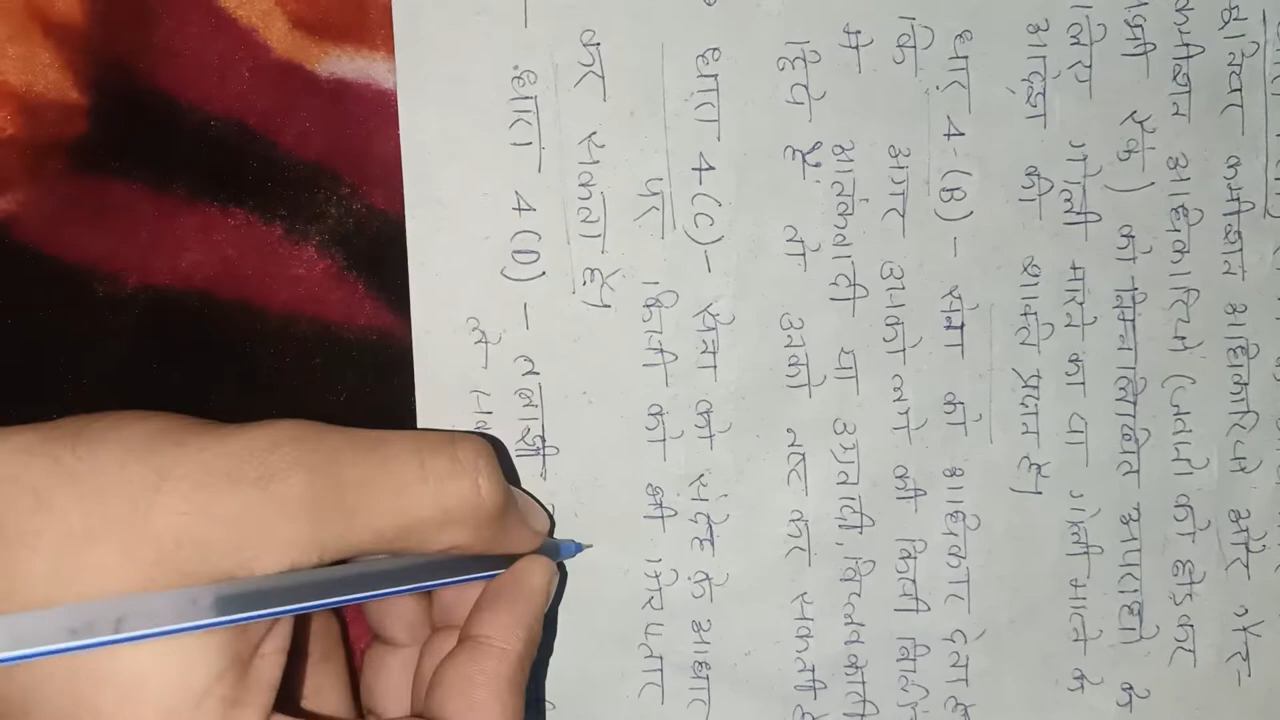 कमीशन अधिकारियों और गैर-
कमीशन अधिकारियों (जवानो को छोड़कर
रैंक) को निम्नलिखित अपराधो के
गोली मारने का या गोली मारने के
आदेश की शक्ति प्रदान है।
धारा 4-(B) - सेना को अधिकार देता है
कि अगर उनको लगे की किसी
मे आतंकवादी या उग्रवादी, विप्लवकारी
छिपे है तो उनको नष्ट कर सकती है
धारा 4(C) - सेना को संदेह के आधार
पर किसी को भी गिरफ्तार
कर सकता है।
धारा 4(D) - तलाशी